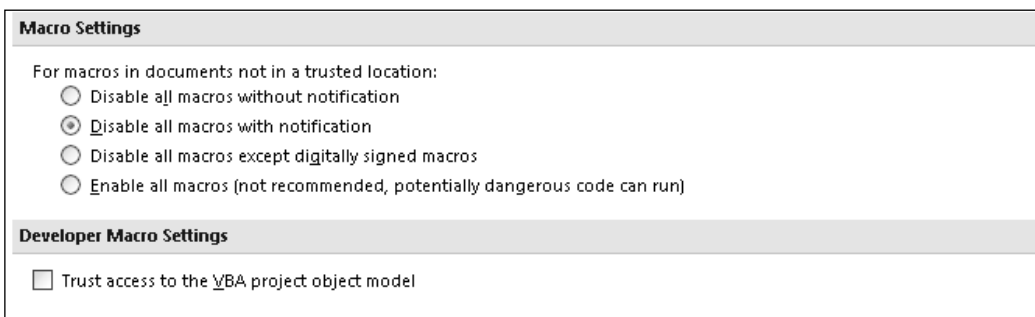 Macro Settings
For macros in documents not in a trusted location:
Disable all macros without notification
Disable all macros with notification
Disable all macros except digitally signed macros
Enable all macros (not recommended, potentially dangerous code can run)
Developer Macro Settings
Trust access to the VBA project object model